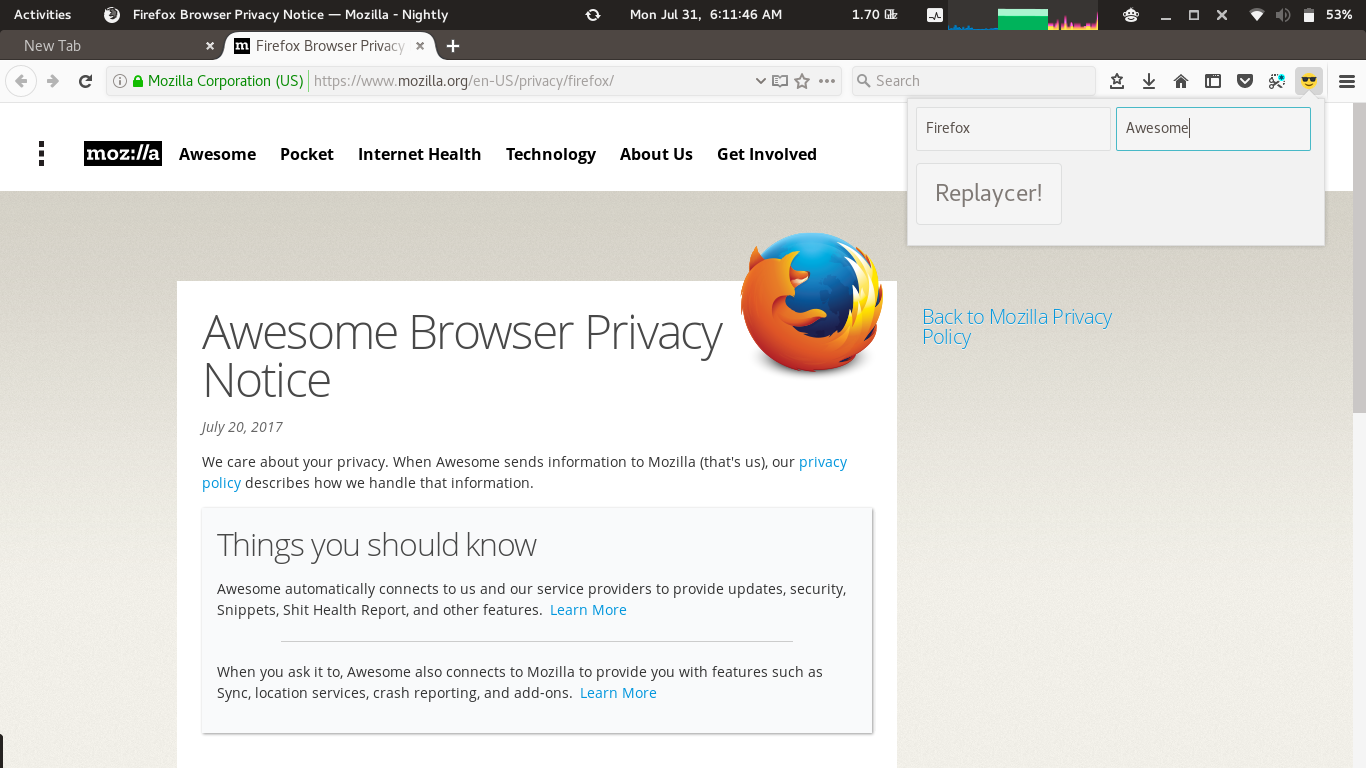 Activities Firefox Browser Privacy Notice — Mozilla - Nightly Mon Jul 31, 6:11:46 AM 1.70 53%
New Tab Firefox Browser Privacy
Mozilla Corporation (US) https://www.mozilla.org/en-US/privacy/firefox/ Search
Firefox Awesome
Replaycer!
moz://a Awesome Pocket Internet Health Technology About Us Get Involved
Awesome Browser Privacy
Notice
Back to Mozilla Privacy
Policy
July 20, 2017
We care about your privacy. When Awesome sends information to Mozilla (that's us), our privacy
policy describes how we handle that information.
Things you should know
Awesome automatically connects to us and our service providers to provide updates, security,
Snippets, Shit Health Report, and other features. Learn More
When you ask it to, Awesome also connects to Mozilla to provide you with features such as
Sync, location services, crash reporting, and add-ons. Learn More